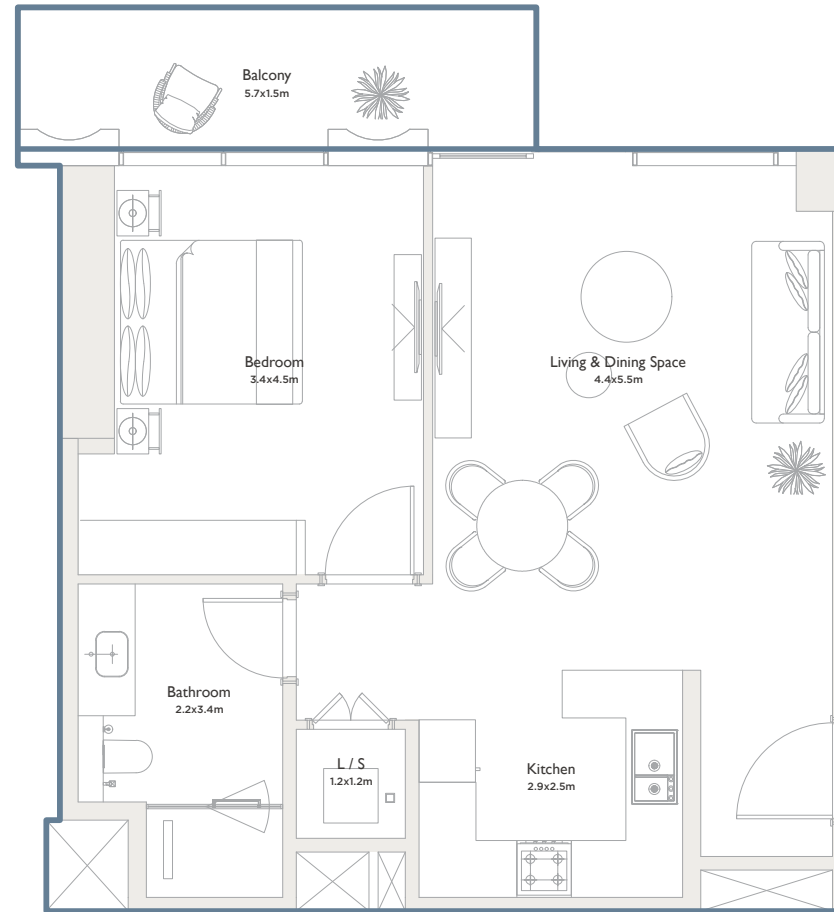 Balcony
5.7x1.5m
Bedroom
3.4x4.5m
Living & Dining Space
4.4x5.5m
Bathroom
2.2x3.4m
L / S
1.2x1.2m
Kitchen
2.9x2.5m